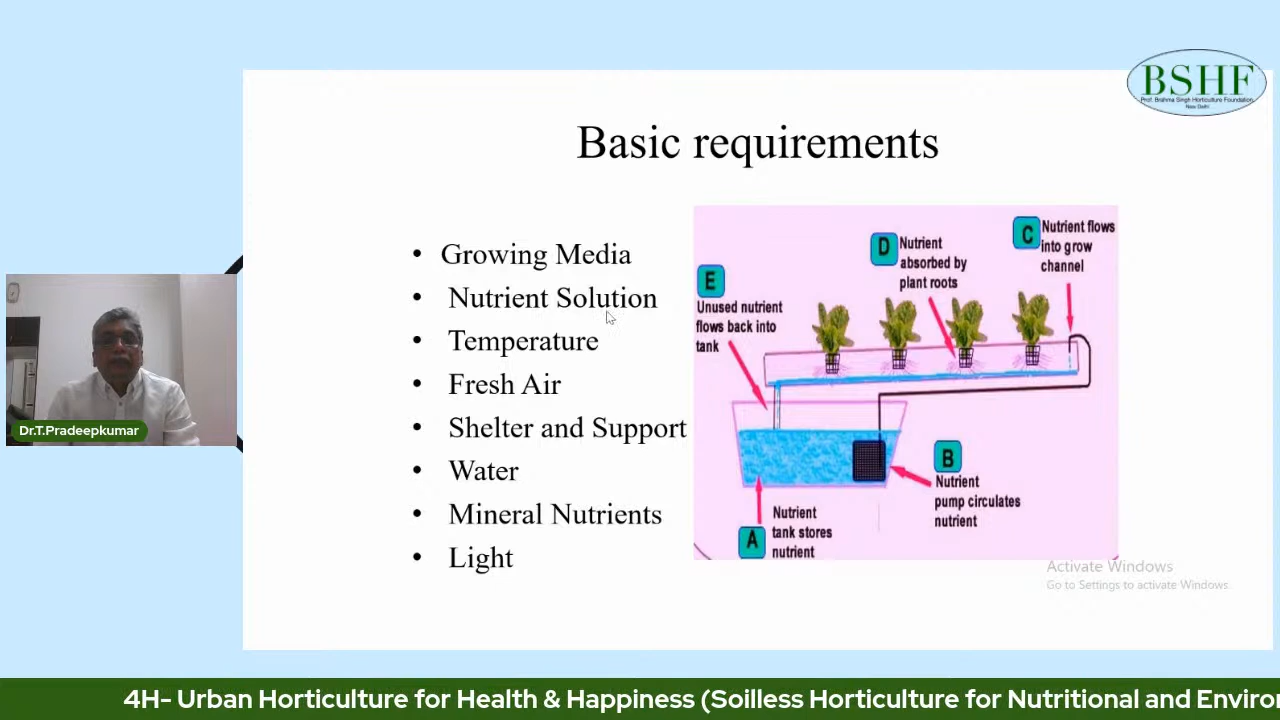 BSHF
Prof. Brahma Singh Horticulture Foundation
New Delhi
Basic requirements
• Growing Media
• Nutrient Solution
• Temperature
• Fresh Air
• Shelter and Support
• Water
• Mineral Nutrients
• Light
E
Unused nutrient
flows back into
tank
D
Nutrient
absorbed by
plant roots
C
Nutrient flows
into grow
channel
B
Nutrient
pump circulates
nutrient
A
Nutrient
tank stores
nutrient
Dr.T.Pradeepkumar
Activate Windows
Go to Settings to activate Windows.
4H- Urban Horticulture for Health & Happiness (Soilless Horticulture for Nutritional and Enviro